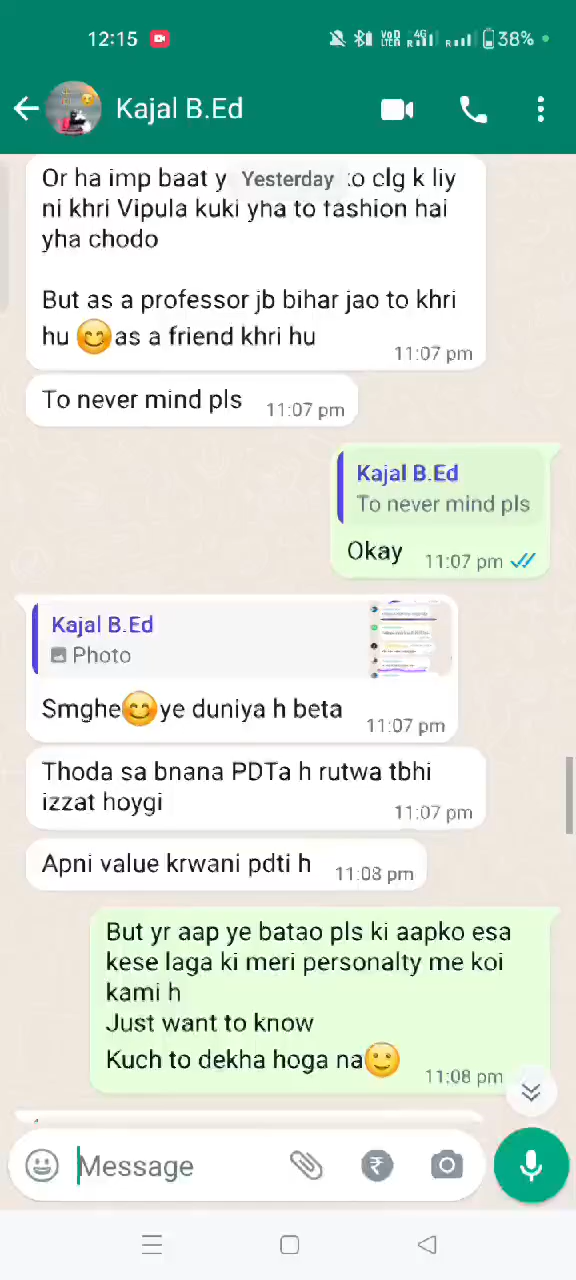 12:15
VoD
LTER
4G
R
R
38%
Kajal B.Ed
Yesterday
Or ha imp baat y to clg k liy
ni khri Vipula kuki yha to fashion hai
yha chodo
But as a professor jb bihar jao to khri
hu 😊 as a friend khri hu
11:07 pm
To never mind pls
11:07 pm
Kajal B.Ed
To never mind pls
Okay
11:07 pm
Kajal B.Ed
Photo
Smghe😊ye duniya h beta
11:07 pm
Thoda sa bnana PDTa h rutwa tbhi
izzat hoygi
11:07 pm
Apni value krwani pdti h
11:08 pm
But yr aap ye batao pls ki aapko esa
kese laga ki meri personalty me koi
kami h
Just want to know
Kuch to dekha hoga na🙂
11:08 pm
Message